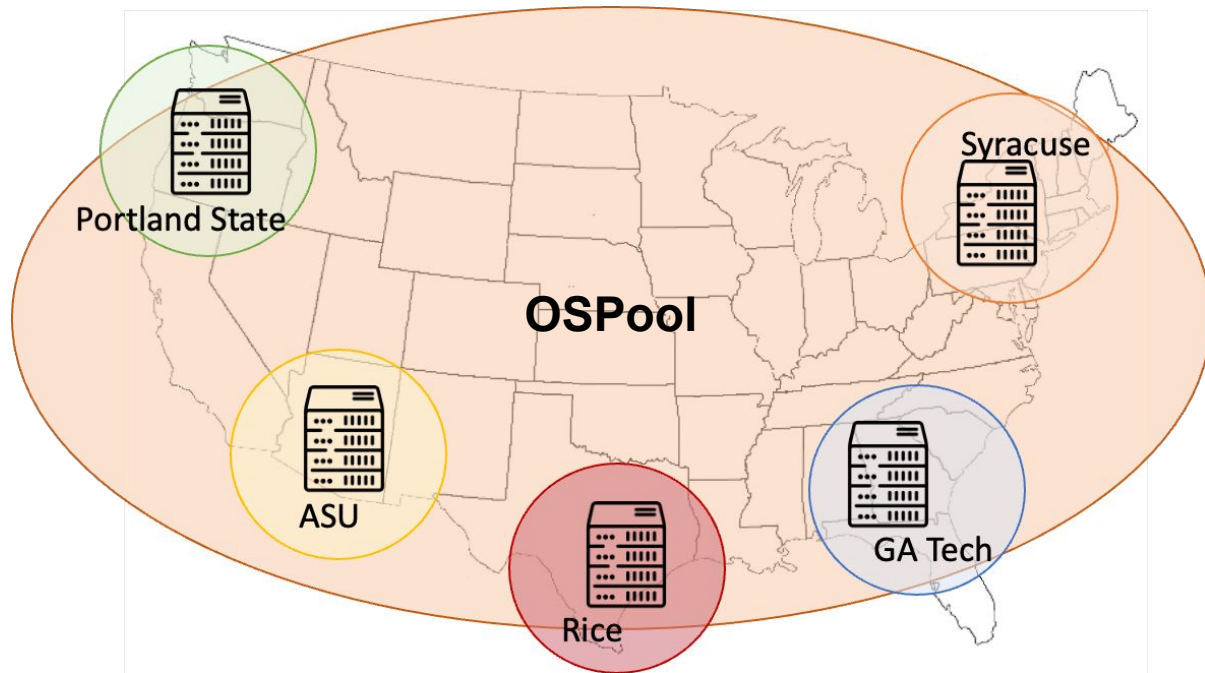 Syracuse
Portland State
OSPool
ASU
GA Tech
Rice